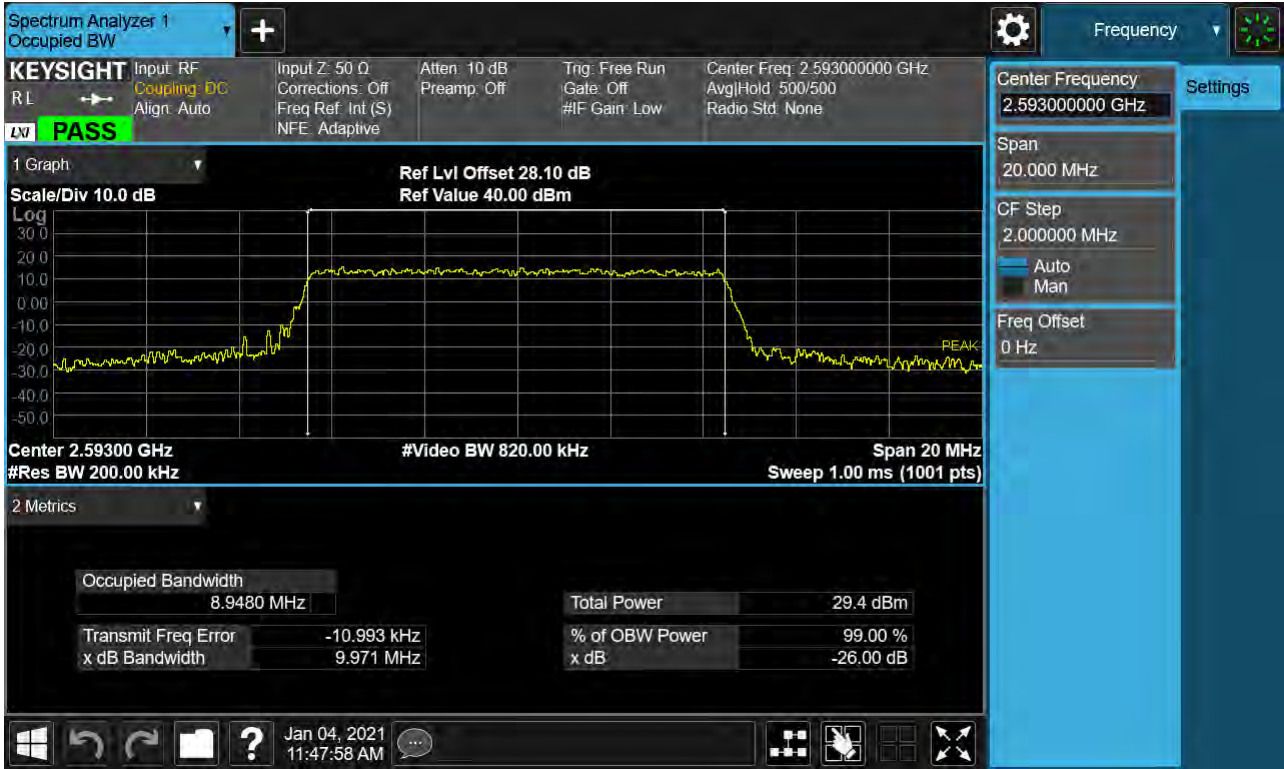 Spectrum Analyzer 1
Occupied BW
Frequency
KEYSIGHT
RL
LXI
PASS
Input: RF
Coupling: DC
Align: Auto
Input Z: 50 Ω
Corrections: Off
Freq Ref: Int (S)
NFE: Adaptive
Atten: 10 dB
Preamp: Off
Trig: Free Run
Gate: Off
#IF Gain: Low
Center Freq: 2.593000000 GHz
Avg|Hold: 500/500
Radio Std: None
Center Frequency
2.593000000 GHz
Settings
Span
20.000 MHz
CF Step
2.000000 MHz
Auto
Man
Freq Offset
0 Hz
1 Graph
Scale/Div 10.0 dB
Ref Lvl Offset 28.10 dB
Ref Value 40.00 dBm
Log
30.0
20.0
10.0
0.00
-10.0
-20.0
-30.0
-40.0
-50.0
PEAK
Center 2.59300 GHz
#Video BW 820.00 kHz
Span 20 MHz
#Res BW 200.00 kHz
Sweep 1.00 ms (1001 pts)
2 Metrics
Occupied Bandwidth
8.9480 MHz
Total Power 29.4 dBm
Transmit Freq Error -10.993 kHz
% of OBW Power 99.00 %
x dB Bandwidth 9.971 MHz
x dB -26.00 dB
?
Jan 04, 2021
11:47:58 AM